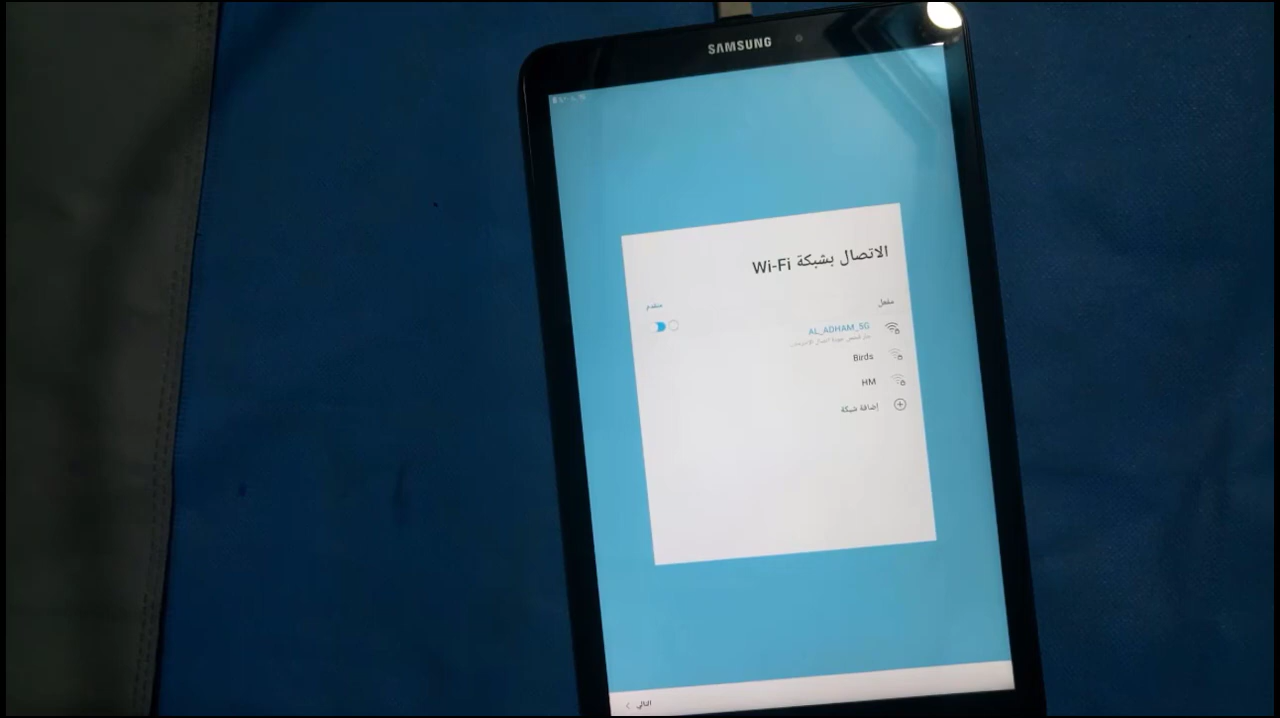 SAMSUNG
الاتصال بشبكة Wi-Fi
مفعل
متقدم
AL_ADHAM_5G
Birds
HM
إضافة شبكة
التالي